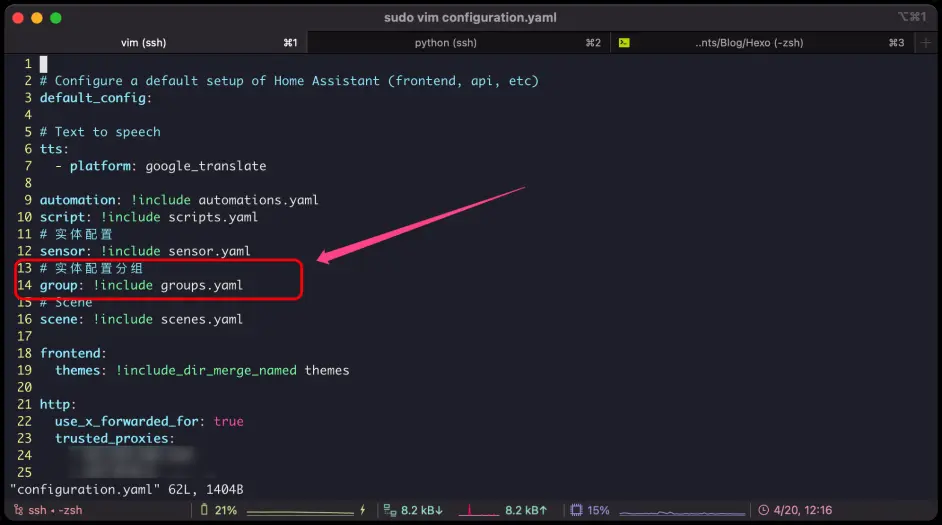 sudo vim configuration.yaml
⌥⌘1
vim (ssh) ⌘1 python (ssh) ⌘2 ..nts/Blog/Hexo (-zsh) ⌘3
1
2 # Configure a default setup of Home Assistant (frontend, api, etc)
3 default_config:
4
5 # Text to speech
6 tts:
7   - platform: google_translate
8
9 automation: !include automations.yaml
10 script: !include scripts.yaml
11 # 实体配置
12 sensor: !include sensor.yaml
13 # 实体配置分组
14 group: !include groups.yaml
15 # Scene
16 scene: !include scenes.yaml
17
18 frontend:
19   themes: !include_dir_merge_named themes
20
21 http:
22   use_x_forwarded_for: true
23   trusted_proxies:
24
25
"configuration.yaml" 62L, 1404B
ssh • -zsh 21% 8.2 kB↓ 8.2 kB↑ 15% 4/20, 12:16